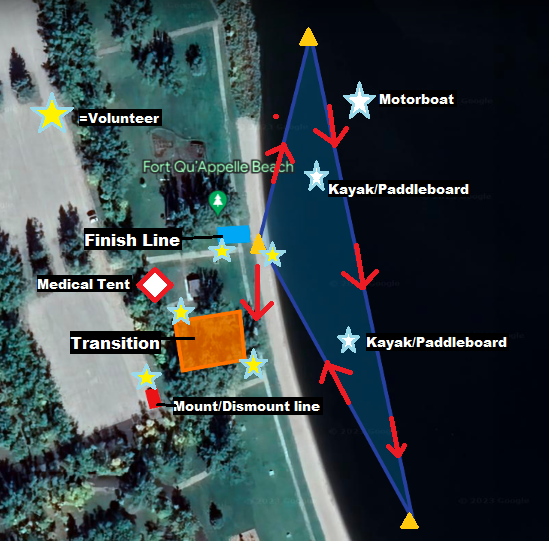 Motorboat
=Volunteer
Fort Qu'Appelle Beach
Kayak/Paddleboard
Finish Line
Medical Tent
Transition
Kayak/Paddleboard
Mount/Dismount line